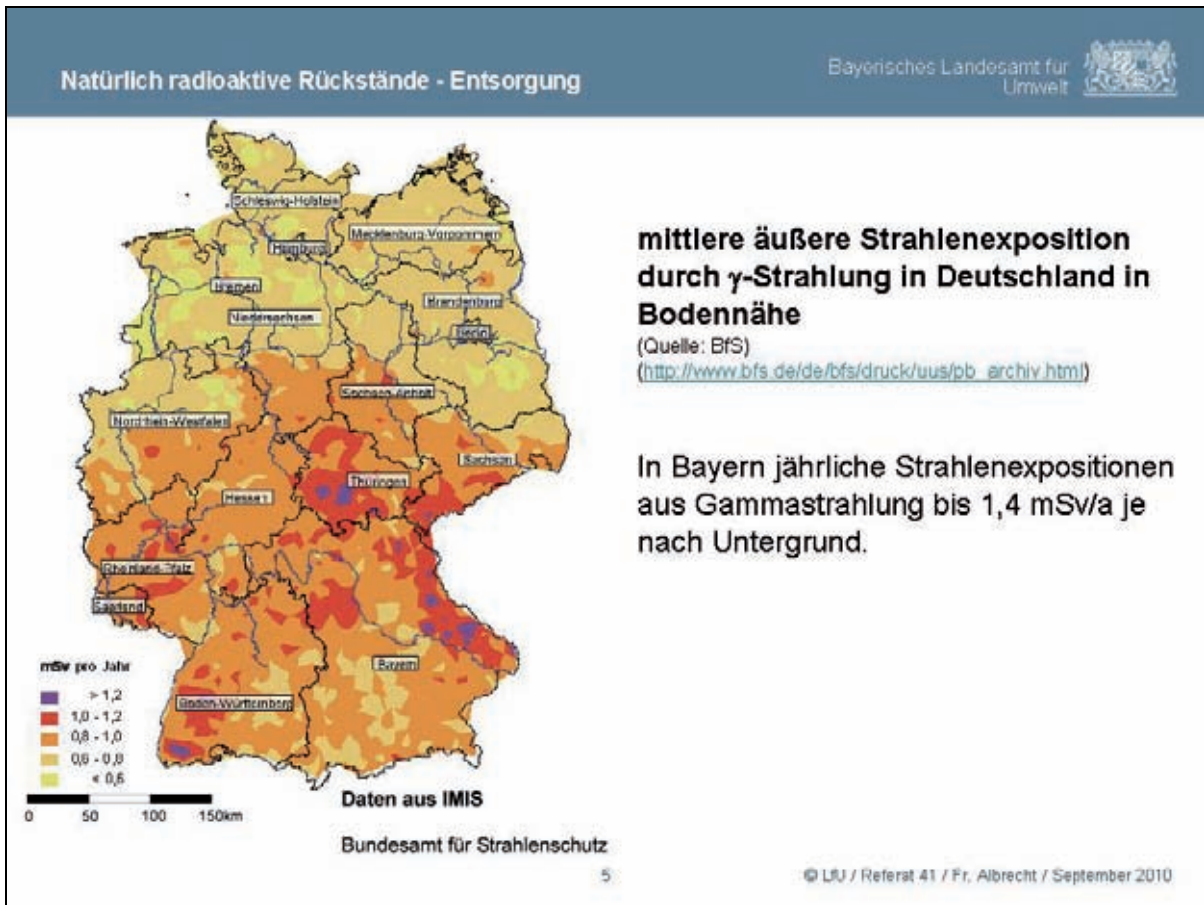 Natürlich radioaktive Rückstände - Entsorgung
Bayerisches Landesamt für
Umwelt
Schleswig-Holstein
Mecklenburg-Vorpommern
Hamburg
Bremen
Brandenburg
Niedersachsen
Berlin
Sachsen-Anhalt
Nordrhein-Westfalen
Sachsen
Thüringen
Hessen
Rheinland-Pfalz
Saarland
Bayern
Baden-Württemberg
mSv pro Jahr
> 1,2
1,0 - 1,2
0,8 - 1,0
0,6 - 0,8
< 0,6
0 50 100 150km
Daten aus IMIS
Bundesamt für Strahlenschutz
mittlere äußere Strahlenexposition
durch γ-Strahlung in Deutschland in
Bodennähe
(Quelle: BfS)
(http://www.bfs.de/de/bfs/druck/uus/pb_archiv.html)
In Bayern jährliche Strahlenexpositionen
aus Gammastrahlung bis 1,4 mSv/a je
nach Untergrund.
5
© LfU / Referat 41 / Fr. Albrecht / September 2010